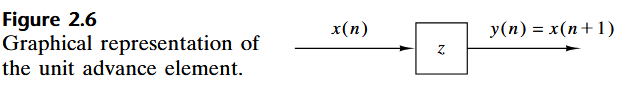 Figure 2.6
Graphical representation of
the unit advance element.
x(n)
z
y(n) = x(n+1)